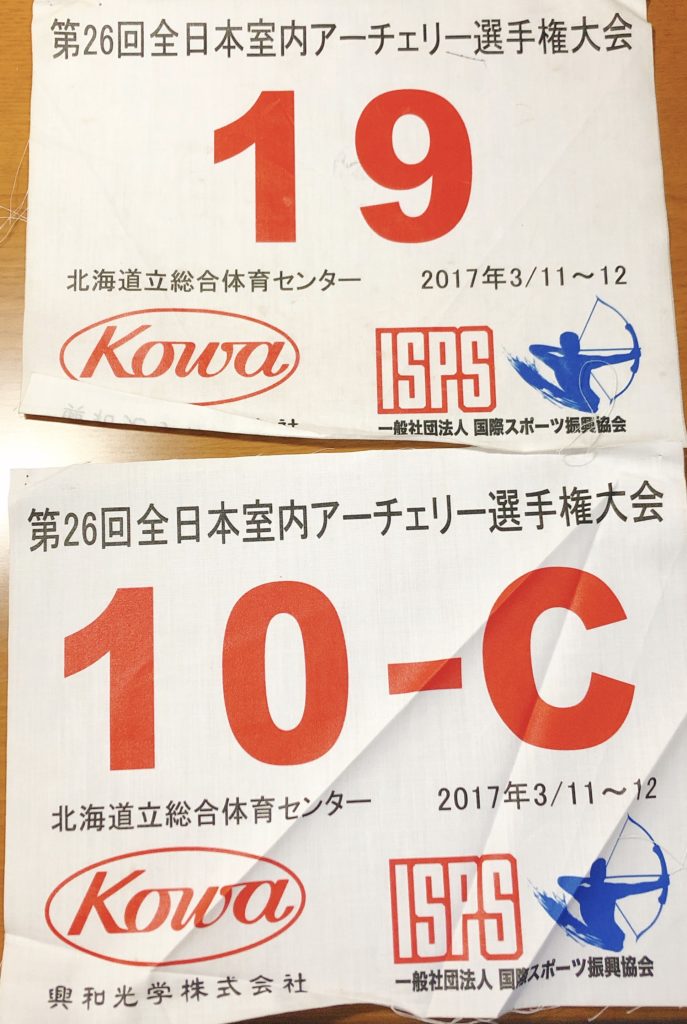 第26回全日本室内アーチェリー選手権大会
19
北海道立総合体育センター 2017年3/11～12
Kowa
ISPS
一般社団法人 国際スポーツ振興協会
第26回全日本室内アーチェリー選手権大会
10-C
北海道立総合体育センター 2017年3/11～12
Kowa
ISPS
興和光学株式会社
一般社団法人 国際スポーツ振興協会